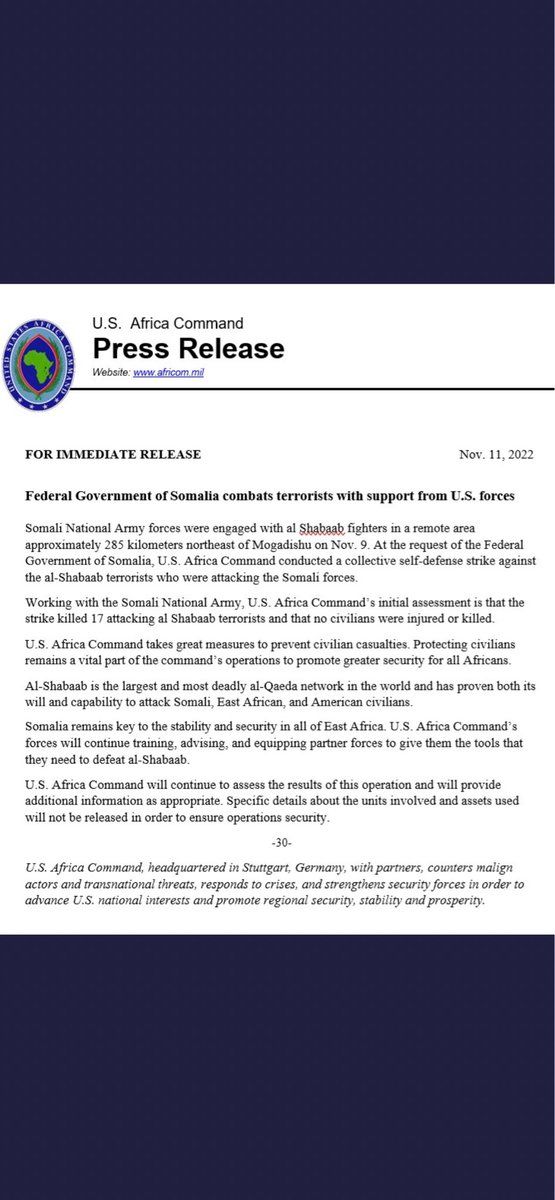 UNITED STATES AFRICA COMMAND
U.S. Africa Command
Press Release
Website: www.africom.mil
FOR IMMEDIATE RELEASE Nov. 11, 2022
Federal Government of Somalia combats terrorists with support from U.S. forces
Somali National Army forces were engaged with al Shabaab fighters in a remote area
approximately 285 kilometers northeast of Mogadishu on Nov. 9. At the request of the Federal
Government of Somalia, U.S. Africa Command conducted a collective self-defense strike against
the al-Shabaab terrorists who were attacking the Somali forces.
Working with the Somali National Army, U.S. Africa Command's initial assessment is that the
strike killed 17 attacking al Shabaab terrorists and that no civilians were injured or killed.
U.S. Africa Command takes great measures to prevent civilian casualties. Protecting civilians
remains a vital part of the command's operations to promote greater security for all Africans.
Al-Shabaab is the largest and most deadly al-Qaeda network in the world and has proven both its
will and capability to attack Somali, East African, and American civilians.
Somalia remains key to the stability and security in all of East Africa. U.S. Africa Command's
forces will continue training, advising, and equipping partner forces to give them the tools that
they need to defeat al-Shabaab.
U.S. Africa Command will continue to assess the results of this operation and will provide
additional information as appropriate. Specific details about the units involved and assets used
will not be released in order to ensure operations security.
-30-
U.S. Africa Command, headquartered in Stuttgart, Germany, with partners, counters malign
actors and transnational threats, responds to crises, and strengthens security forces in order to
advance U.S. national interests and promote regional security, stability and prosperity.